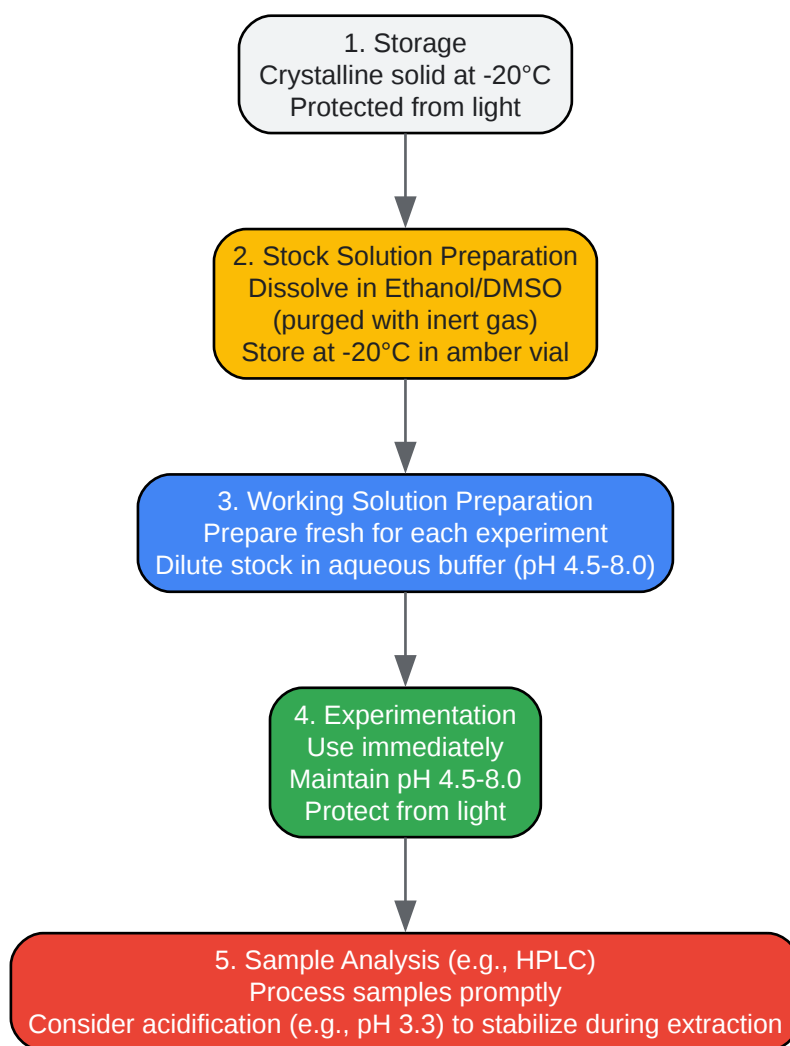 1. Storage
Crystalline solid at -20°C
Protected from light
2. Stock Solution Preparation
Dissolve in Ethanol/DMSO
(purged with inert gas)
Store at -20°C in amber vial
3. Working Solution Preparation
Prepare fresh for each experiment
Dilute stock in aqueous buffer (pH 4.5-8.0)
4. Experimentation
Use immediately
Maintain pH 4.5-8.0
Protect from light
5. Sample Analysis (e.g., HPLC)
Process samples promptly
Consider acidification (e.g., pH 3.3) to stabilize during extraction